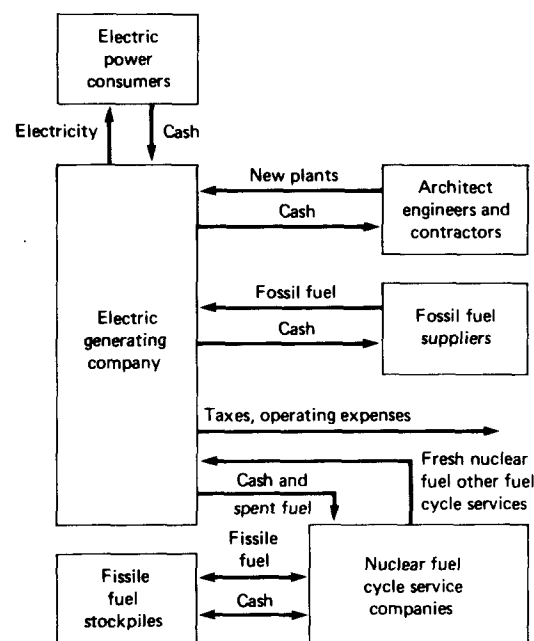 Electric
power
consumers
Electricity
Cash
New plants
Cash
Architect
engineers and
contractors
Electric
generating
company
Fossil fuel
Cash
Fossil fuel
suppliers
Taxes, operating expenses
Cash and
spent fuel
Fresh nuclear
fuel other fuel
cycle services
Fissile
fuel
Cash
Fissile
fuel
stockpiles
Nuclear fuel
cycle service
companies